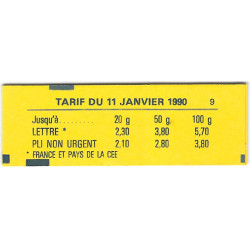 TARIF DU 11 JANVIER 1990 9
Jusqu'à ........ 20 g 50 g 100 g
LETTRE * 2,30 3,80 5,70
PLI NON URGENT 2,10 2,80 3,80
* FRANCE ET PAYS DE LA CEE